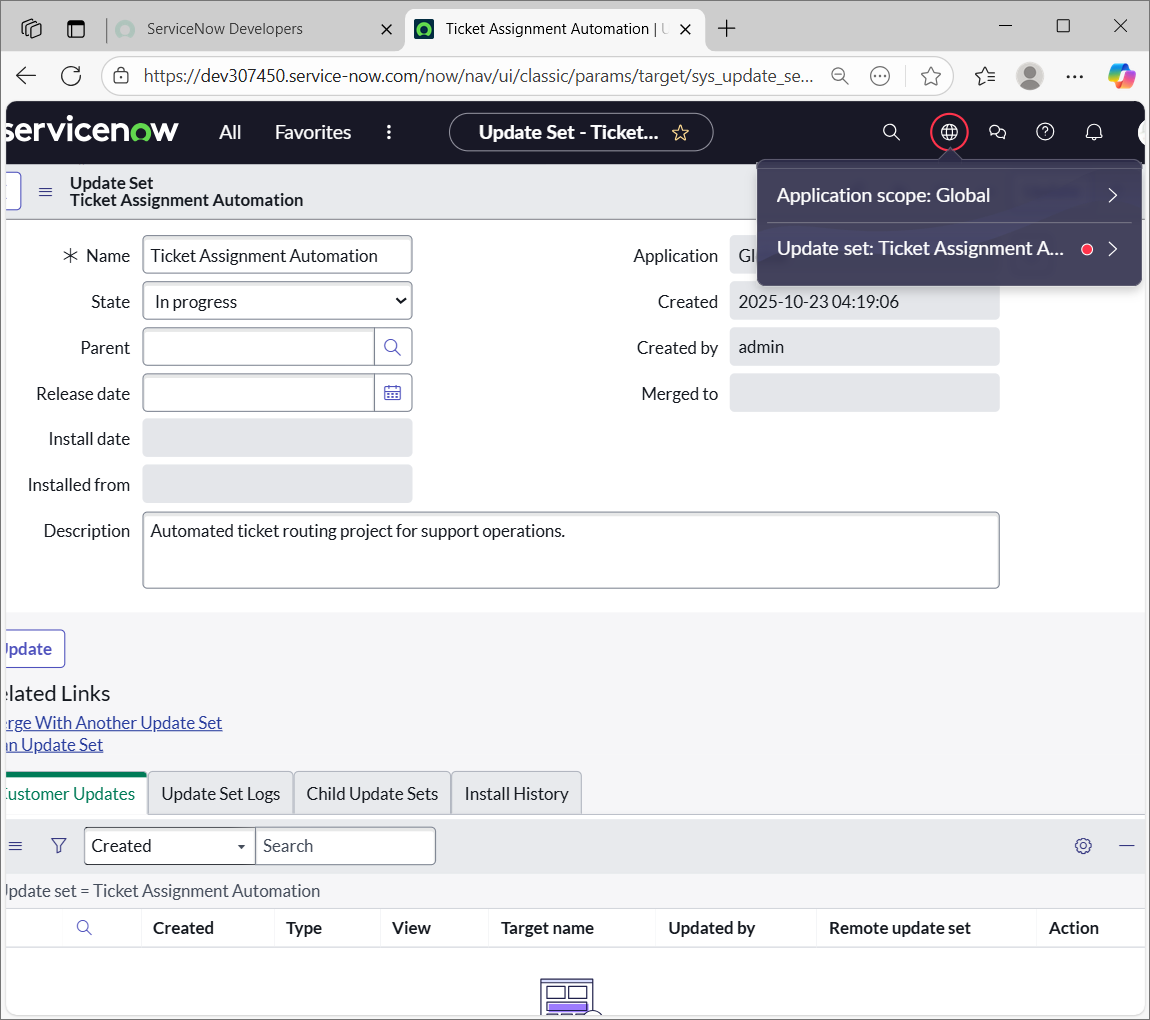 ServiceNow Developers
Ticket Assignment Automation | U
https://dev307450.service-now.com/now/nav/ui/classic/params/target/sys_update_se...
servicenow
All
Favorites
Update Set - Ticket...
Application scope: Global
Update set: Ticket Assignment A...
Update Set
Ticket Assignment Automation
Name
Ticket Assignment Automation
Application
Gl
State
In progress
Created
2025-10-23 04:19:06
Parent
Created by
admin
Release date
Merged to
Install date
Installed from
Description
Automated ticket routing project for support operations.
Update
elated Links
erge With Another Update Set
an Update Set
Customer Updates
Update Set Logs
Child Update Sets
Install History
Created
Search
Update set = Ticket Assignment Automation
Created
Type
View
Target name
Updated by
Remote update set
Action